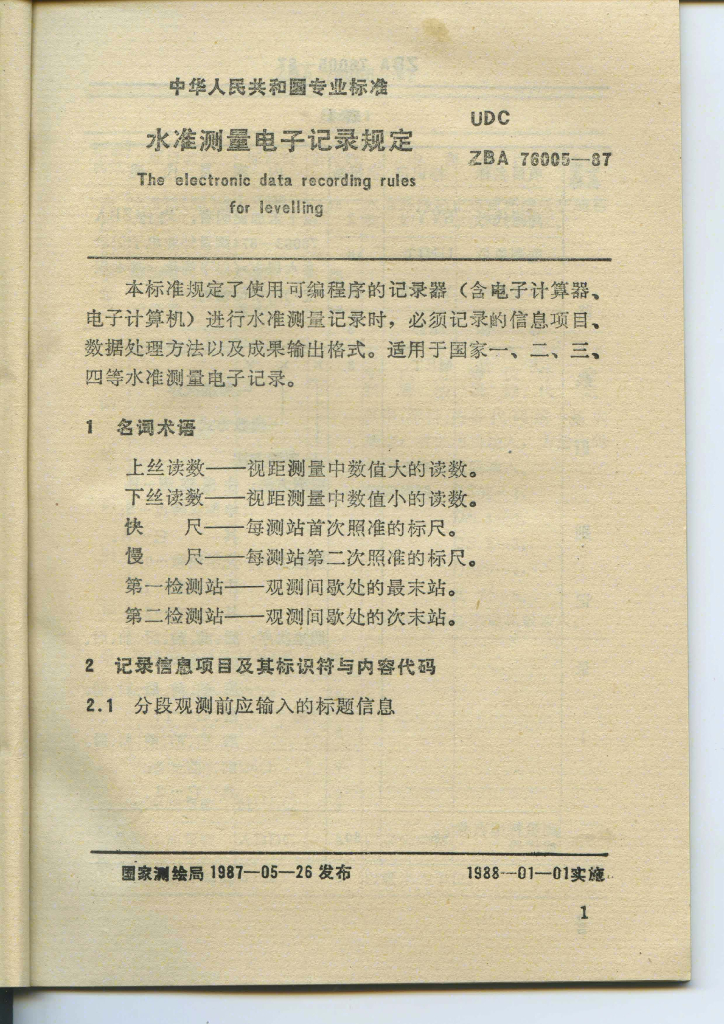 中华人民共和国专业标准
水准测量电子记录规定
The electronic data recording rules
for levelling
UDC
ZBA 76005—87
本标准规定了使用可编程序的记录器（含电子计算器、
电子计算机）进行水准测量记录时，必须记录的信息项目、
数据处理方法以及成果输出格式。适用于国家一、二、三、
四等水准测量电子记录。
1 名词术语
上丝读数——视距测量中数值大的读数。
下丝读数——视距测量中数值小的读数。
快　　尺——每测站首次照准的标尺。
慢　　尺——每测站第二次照准的标尺。
第一检测站——观测间歇处的最末站。
第二检测站——观测间歇处的次末站。
2 记录信息项目及其标识符与内容代码
2.1 分段观测前应输入的标题信息
国家测绘局 1987—05—26 发布
1988—01—01实施
1